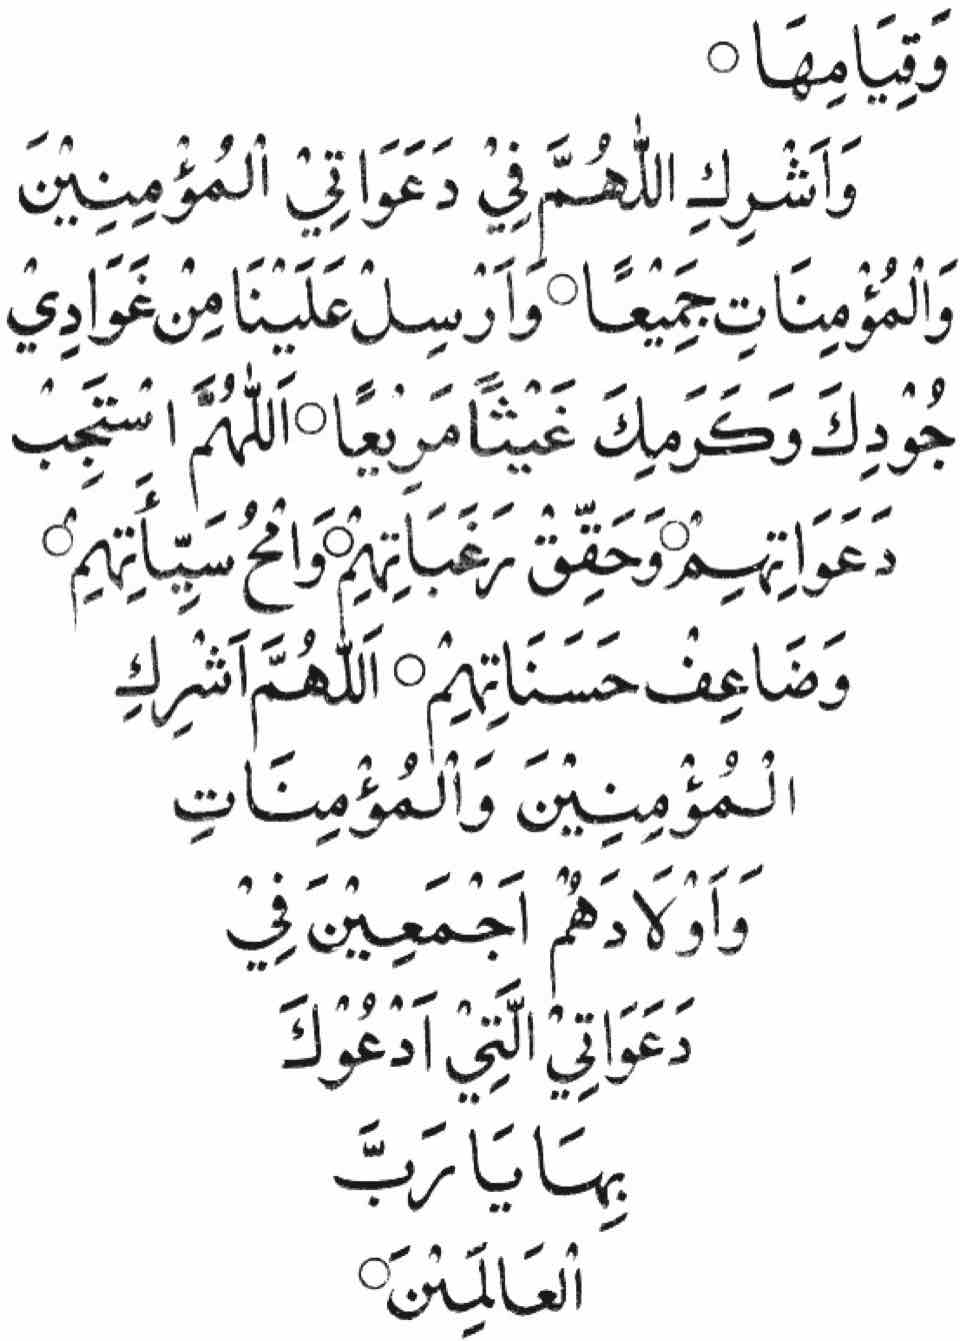 وَقِيَامِهَا ○
وَاَشْرِكِ اللّٰهُمَّ فِيْ دَعَوَاتِيْ الْمُؤْمِنِيْنَ
وَالْمُؤْمِنَاتِ جَمِيْعًا ○ وَاَرْسِلْ عَلَيْنَا مِنْ غَوَادِيْ
جُوْدِكَ وَكَرَمِكَ غَيْثًا مَرِيْعًا ○ اَللّٰهُمَّ اسْتَجِبْ
دَعَوَاتِهِمْ ○ وَحَقِّقْ رَغَبَاتِهِمْ ○ وَامْحُ سَيِّأَتِهِمْ ○
وَضَاعِفْ حَسَنَاتِهِمْ ○ اَللّٰهُمَّ اَشْرِكِ
الْمُؤْمِنِيْنَ وَالْمُؤْمِنَاتِ
وَاَوْلَادَهُمْ اَجْمَعِيْنَ فِيْ
دَعَوَاتِيْ الَّتِيْ اَدْعُوْكَ
بِهَا يَا رَبَّ
الْعَالَمِيْنَ ○